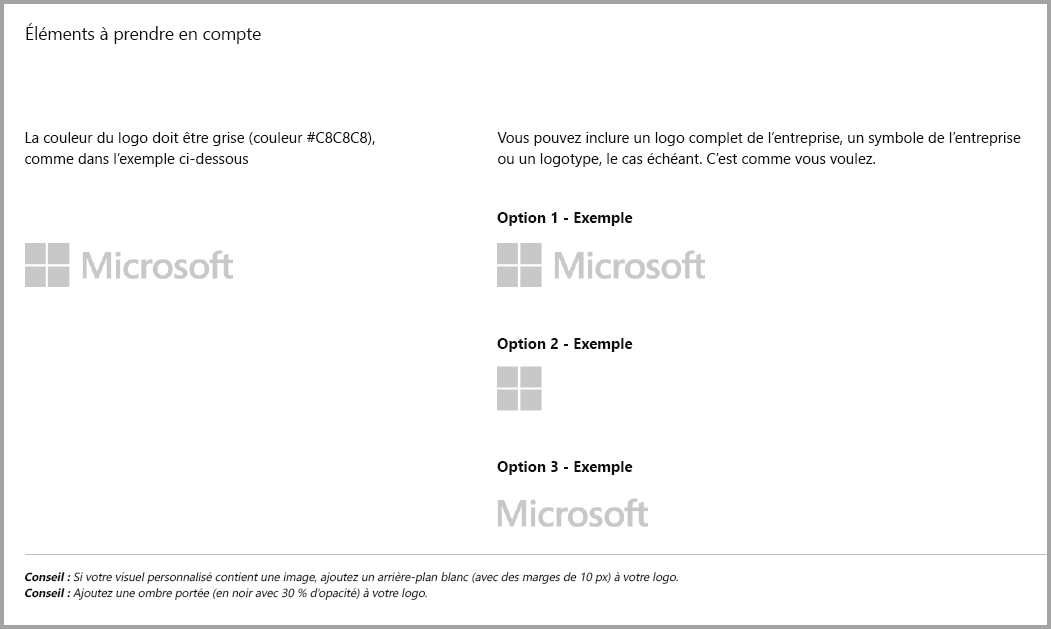 Éléments à prendre en compte
La couleur du logo doit être grise (couleur #C8C8C8),
comme dans l’exemple ci-dessous
Microsoft
Vous pouvez inclure un logo complet de l’entreprise, un symbole de l’entreprise
ou un logotype, le cas échéant. C’est comme vous voulez.
Option 1 - Exemple
Microsoft
Option 2 - Exemple
Option 3 - Exemple
Microsoft
Conseil : Si votre visuel personnalisé contient une image, ajoutez un arrière-plan blanc (avec des marges de 10 px) à votre logo.
Conseil : Ajoutez une ombre portée (en noir avec 30 % d’opacité) à votre logo.